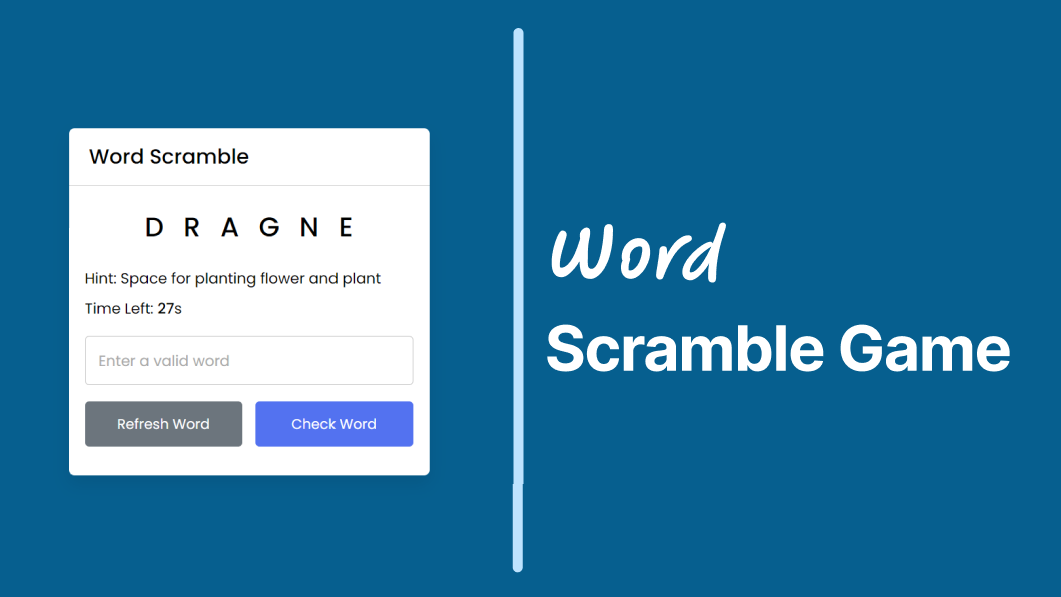 Word Scramble
D R A G N E
Hint: Space for planting flower and plant
Time Left: 27s
Enter a valid word
Refresh Word Check Word
Word
Scramble Game